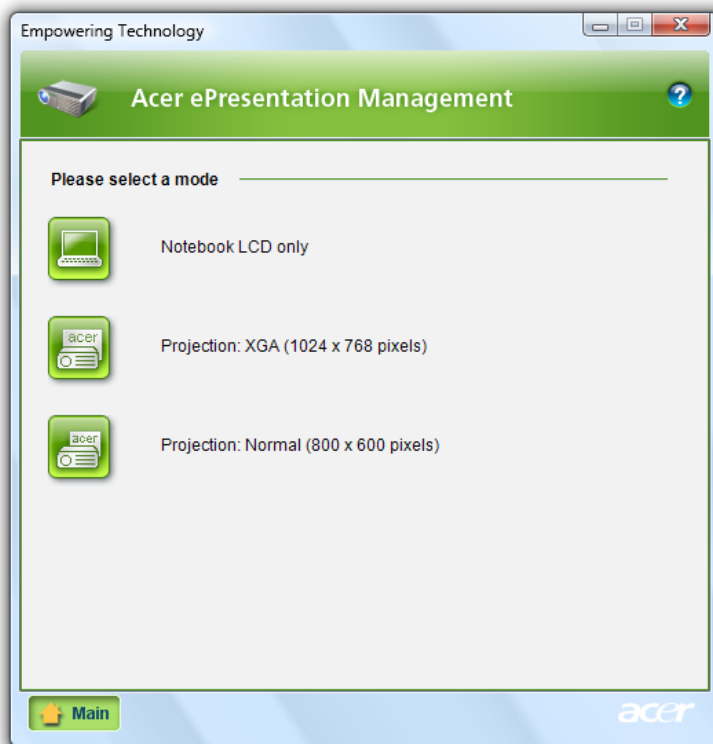 Empowering Technology
Acer ePresentation Management
?
Please select a mode
Notebook LCD only
acer
Projection: XGA (1024 x 768 pixels)
acer
Projection: Normal (800 x 600 pixels)
Main
acer